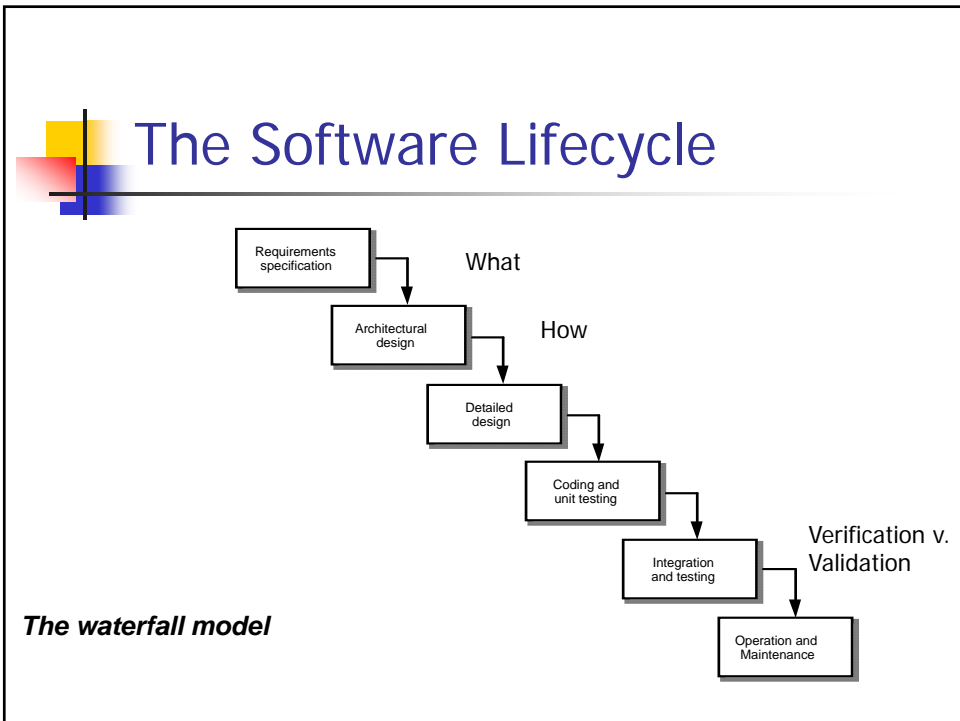 The Software Lifecycle
Requirements
specification
What
Architectural
design
How
Detailed
design
Coding and
unit testing
Integration
and testing
Verification v.
Validation
Operation and
Maintenance
The waterfall model